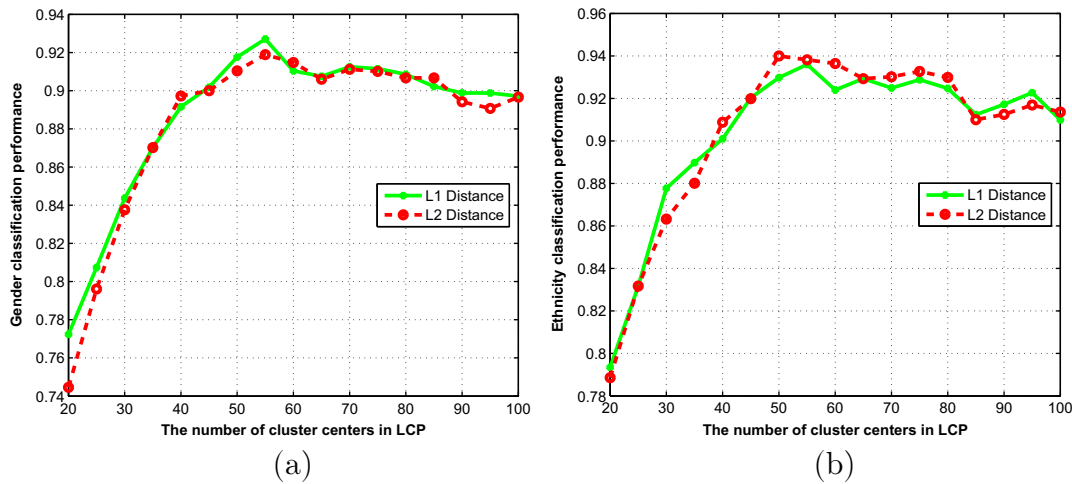 0.94
0.92
0.9
0.88
0.86
0.84
0.82
0.8
0.78
0.76
0.74
Gender classification performance
L1 Distance
L2 Distance
20 30 40 50 60 70 80 90 100
The number of cluster centers in LCP
(a)
0.96
0.94
0.92
0.9
0.88
0.86
0.84
0.82
0.8
0.78
Ethnicity classification performance
L1 Distance
L2 Distance
20 30 40 50 60 70 80 90 100
The number of cluster centers in LCP
(b)